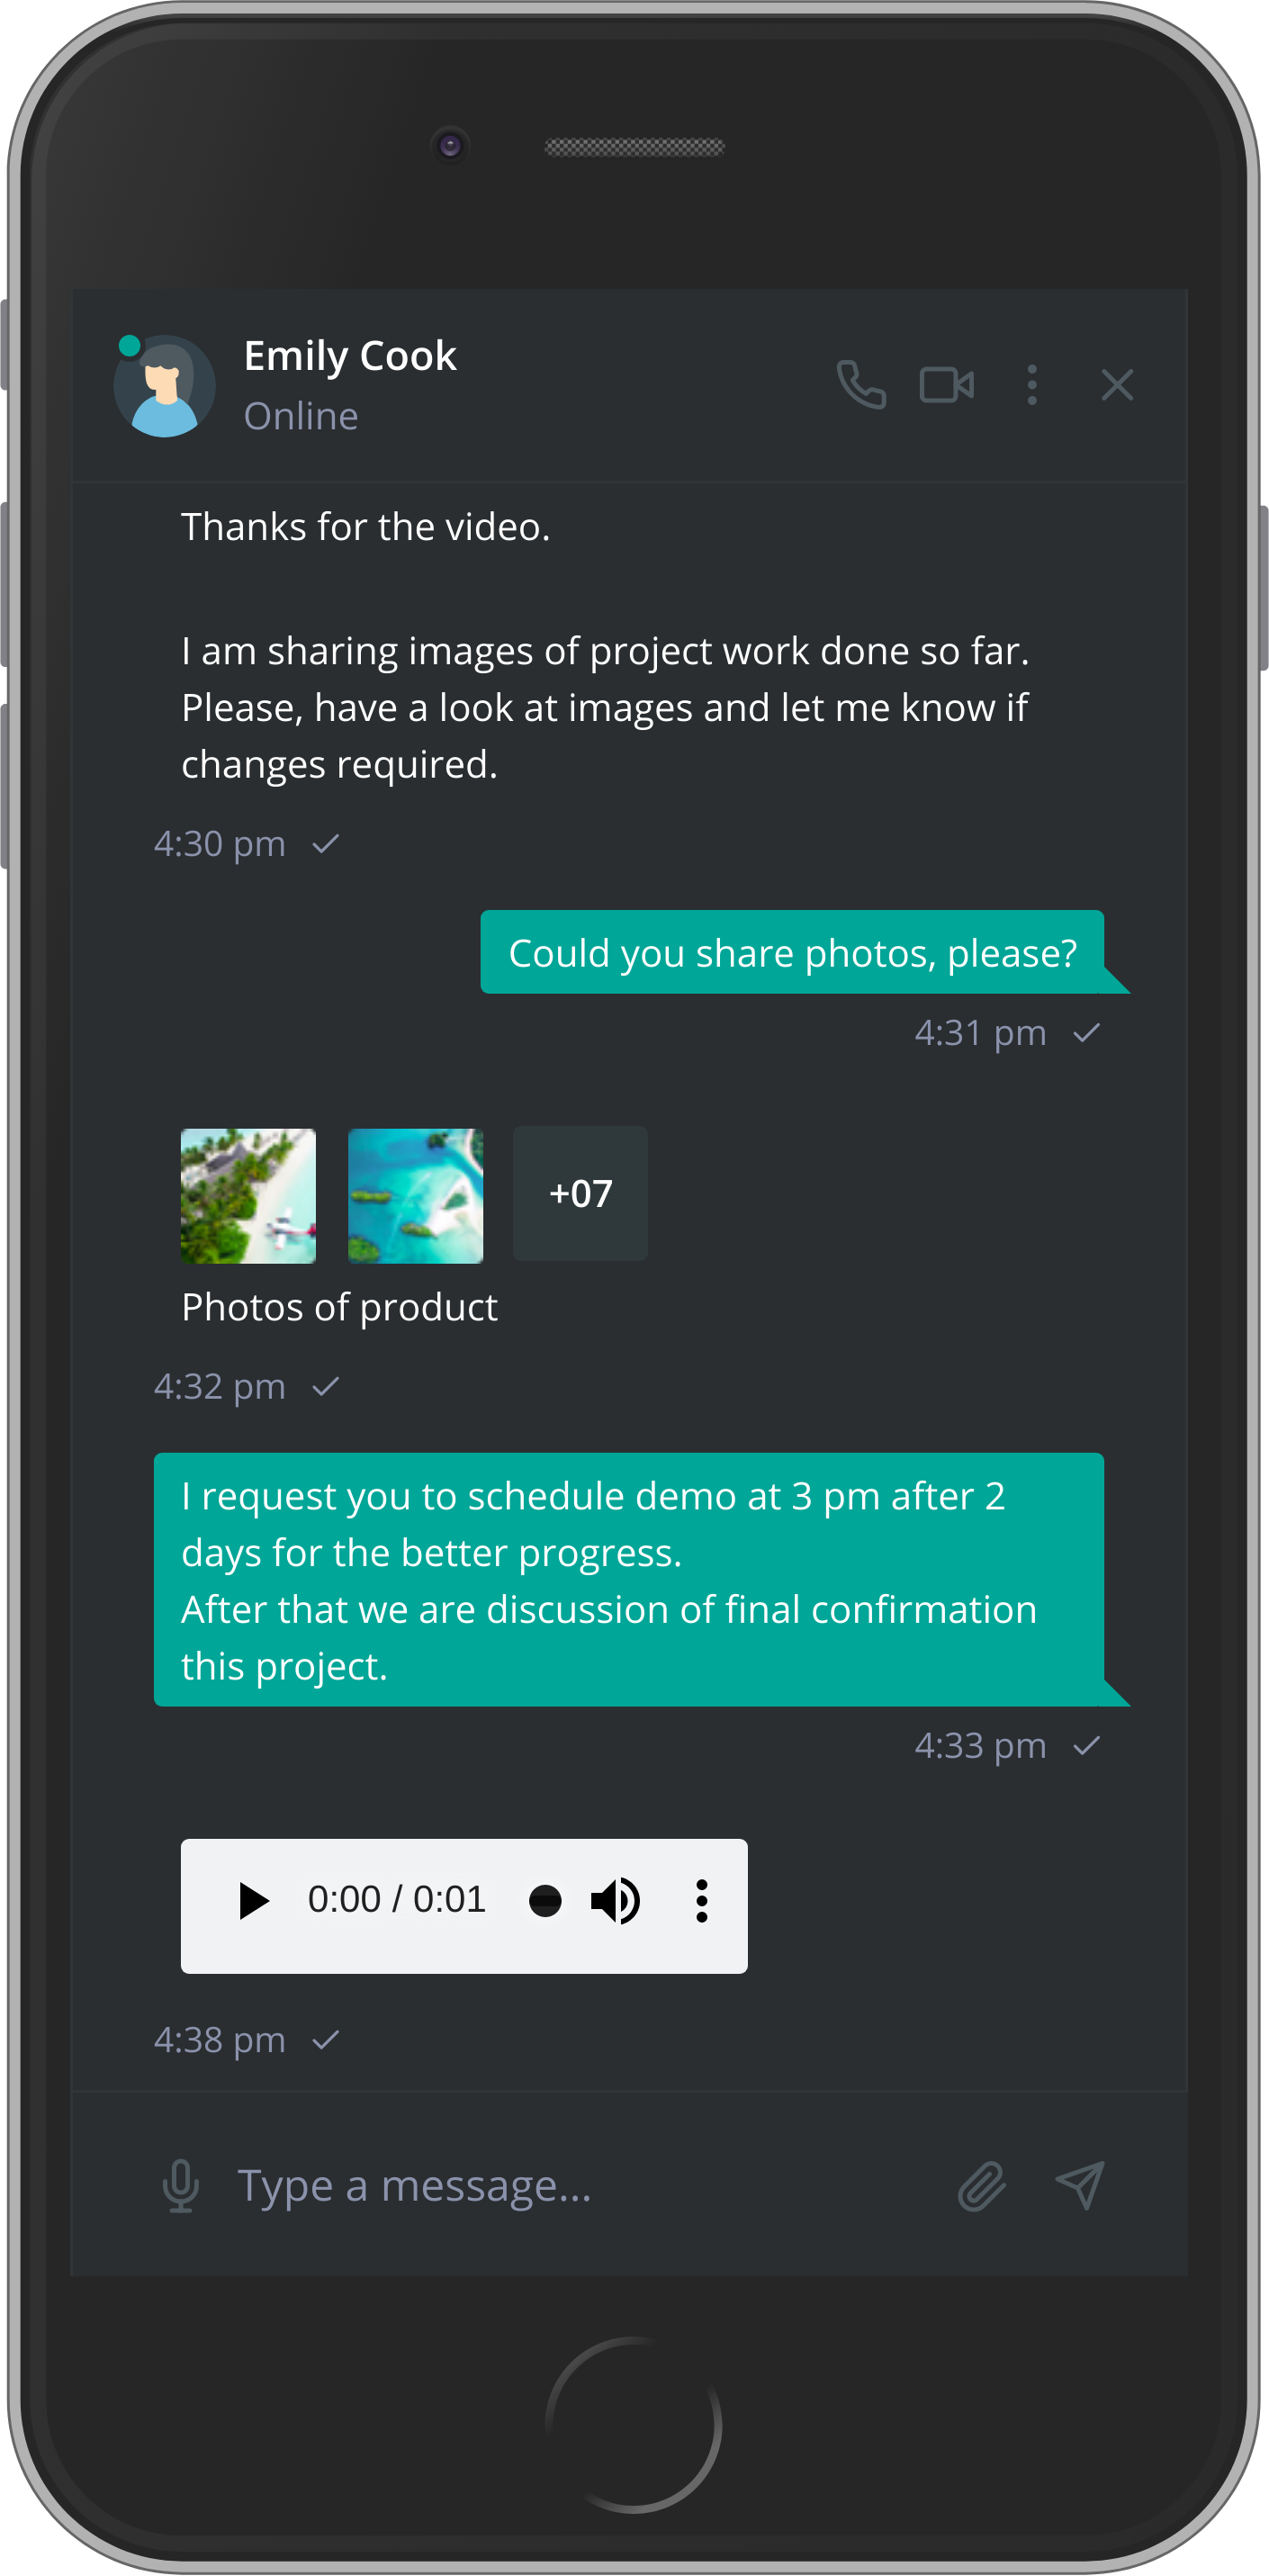 Emily Cook
Online
Thanks for the video.
I am sharing images of project work done so far.
Please, have a look at images and let me know if
changes required.
4:30 pm
Could you share photos, please?
4:31 pm
+07
Photos of product
4:32 pm
I request you to schedule demo at 3 pm after 2
days for the better progress.
After that we are discussion of final confirmation
this project.
4:33 pm
0:00 / 0:01
4:38 pm
Type a message...